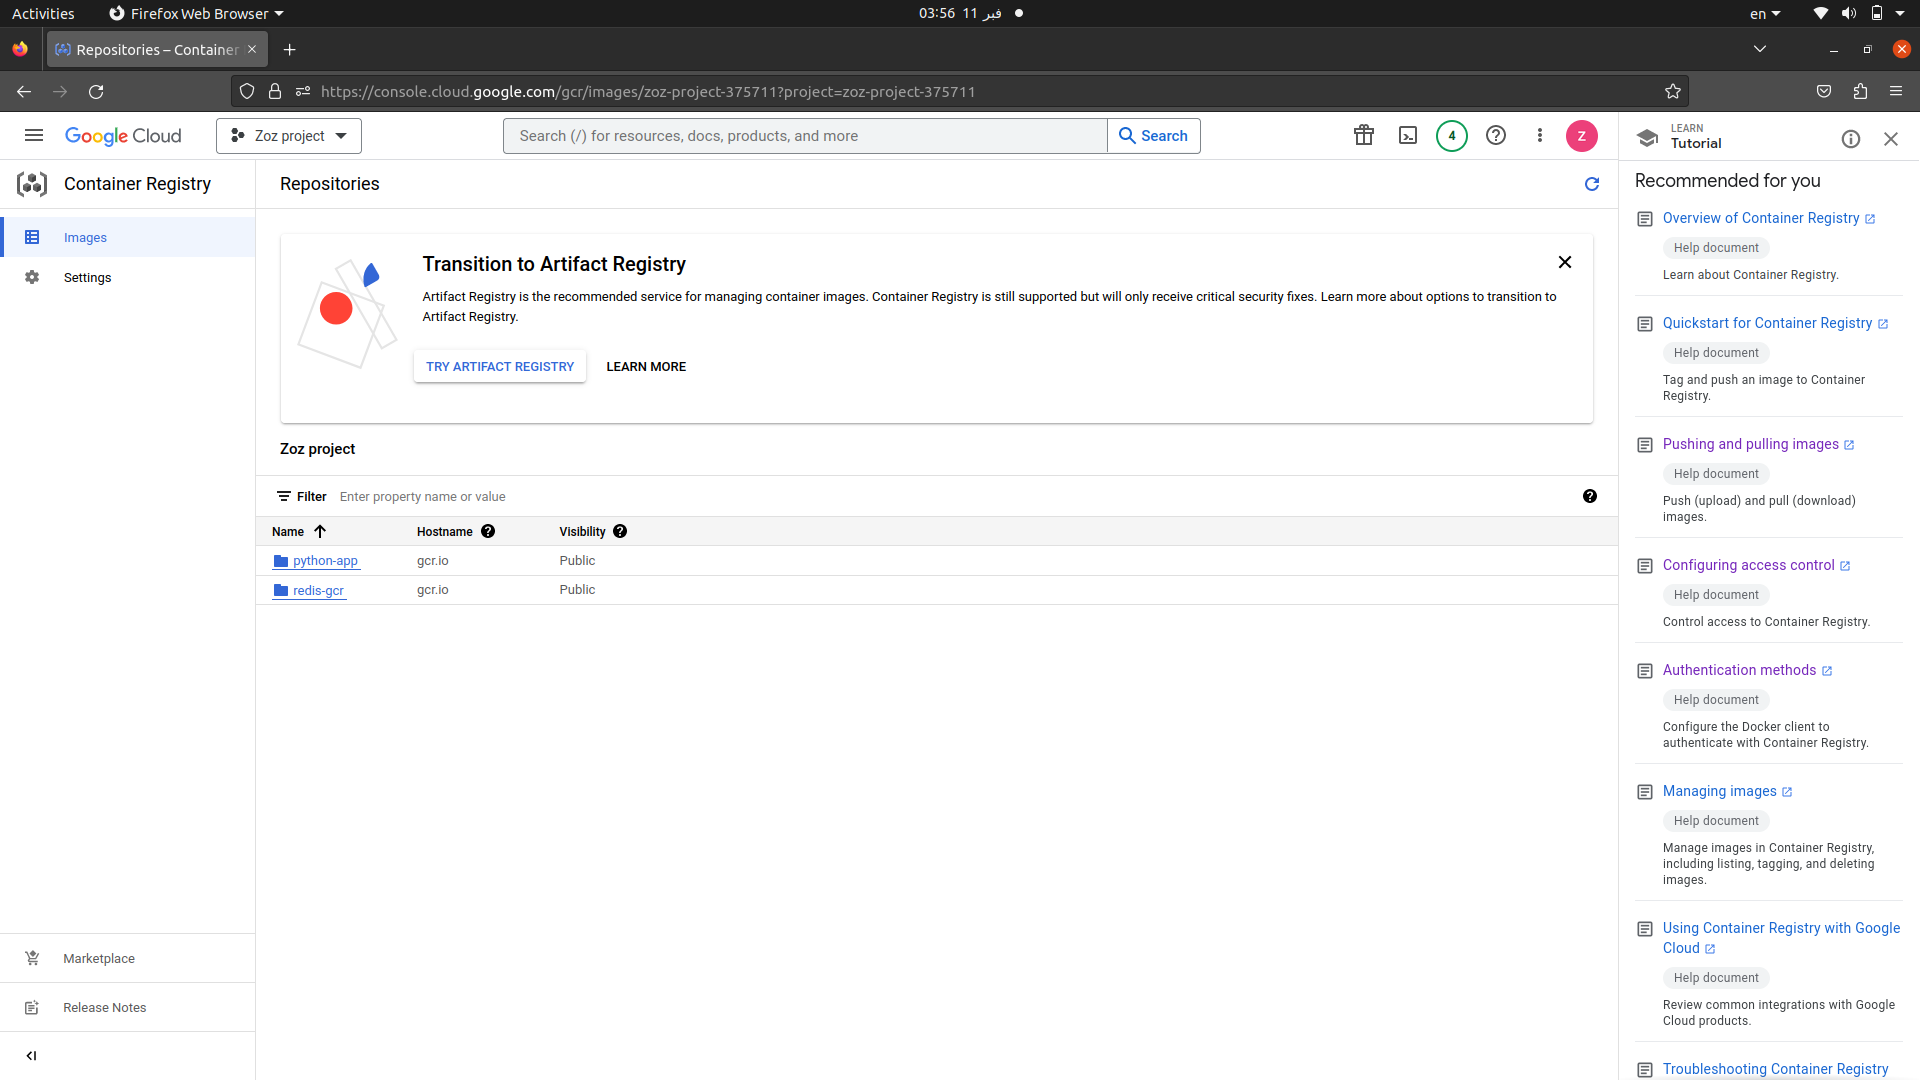 Activities
Firefox Web Browser
03:56 11 فبر
en
Repositories – Container
https://console.cloud.google.com/gcr/images/zoz-project-375711?project=zoz-project-375711
Google Cloud
Zoz project
Search (/) for resources, docs, products, and more
Search
4
Z
LEARN
Tutorial
Container Registry
Images
Settings
Marketplace
Release Notes
Repositories
Transition to Artifact Registry
Artifact Registry is the recommended service for managing container images. Container Registry is still supported but will only receive critical security fixes. Learn more about options to transition to
Artifact Registry.
TRY ARTIFACT REGISTRY
LEARN MORE
Zoz project
Filter Enter property name or value
Name Hostname Visibility
python-app gcr.io Public
redis-gcr gcr.io Public
Recommended for you
Overview of Container Registry
Help document
Learn about Container Registry.
Quickstart for Container Registry
Help document
Tag and push an image to Container
Registry.
Pushing and pulling images
Help document
Push (upload) and pull (download)
images.
Configuring access control
Help document
Control access to Container Registry.
Authentication methods
Help document
Configure the Docker client to
authenticate with Container Registry.
Managing images
Help document
Manage images in Container Registry,
including listing, tagging, and deleting
images.
Using Container Registry with Google
Cloud
Help document
Review common integrations with Google
Cloud products.
Troubleshooting Container Registry